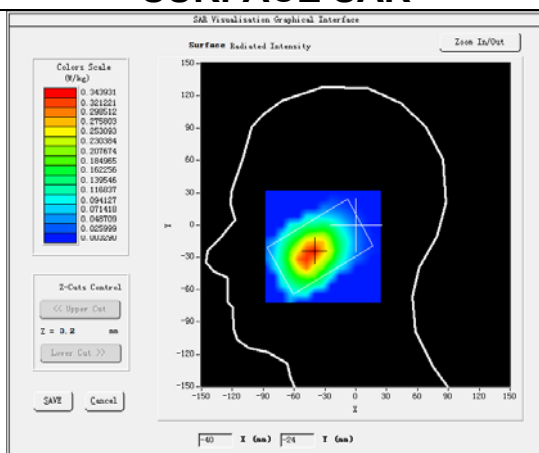 SAR Visualisation Graphical Interface
Surface Radiated Intensity
Zoom In/Out
Colors Scale
(W/kg)
0.343931
0.321221
0.298512
0.275803
0.253093
0.230384
0.207674
0.184965
0.162256
0.139546
0.116837
0.094127
0.071418
0.048709
0.025999
0.003290
Z-Cuts Control
<< Upper Cut
Z = 3.2 mm
Lower Cut >>
SAVE Cancel
150
120
90
60
30
0
-30
-60
-90
-120
-150
Y
-150 -120 -90 -60 -30 0 30 60 90 120 150
X
-40 X (mm) -24 Y (mm)